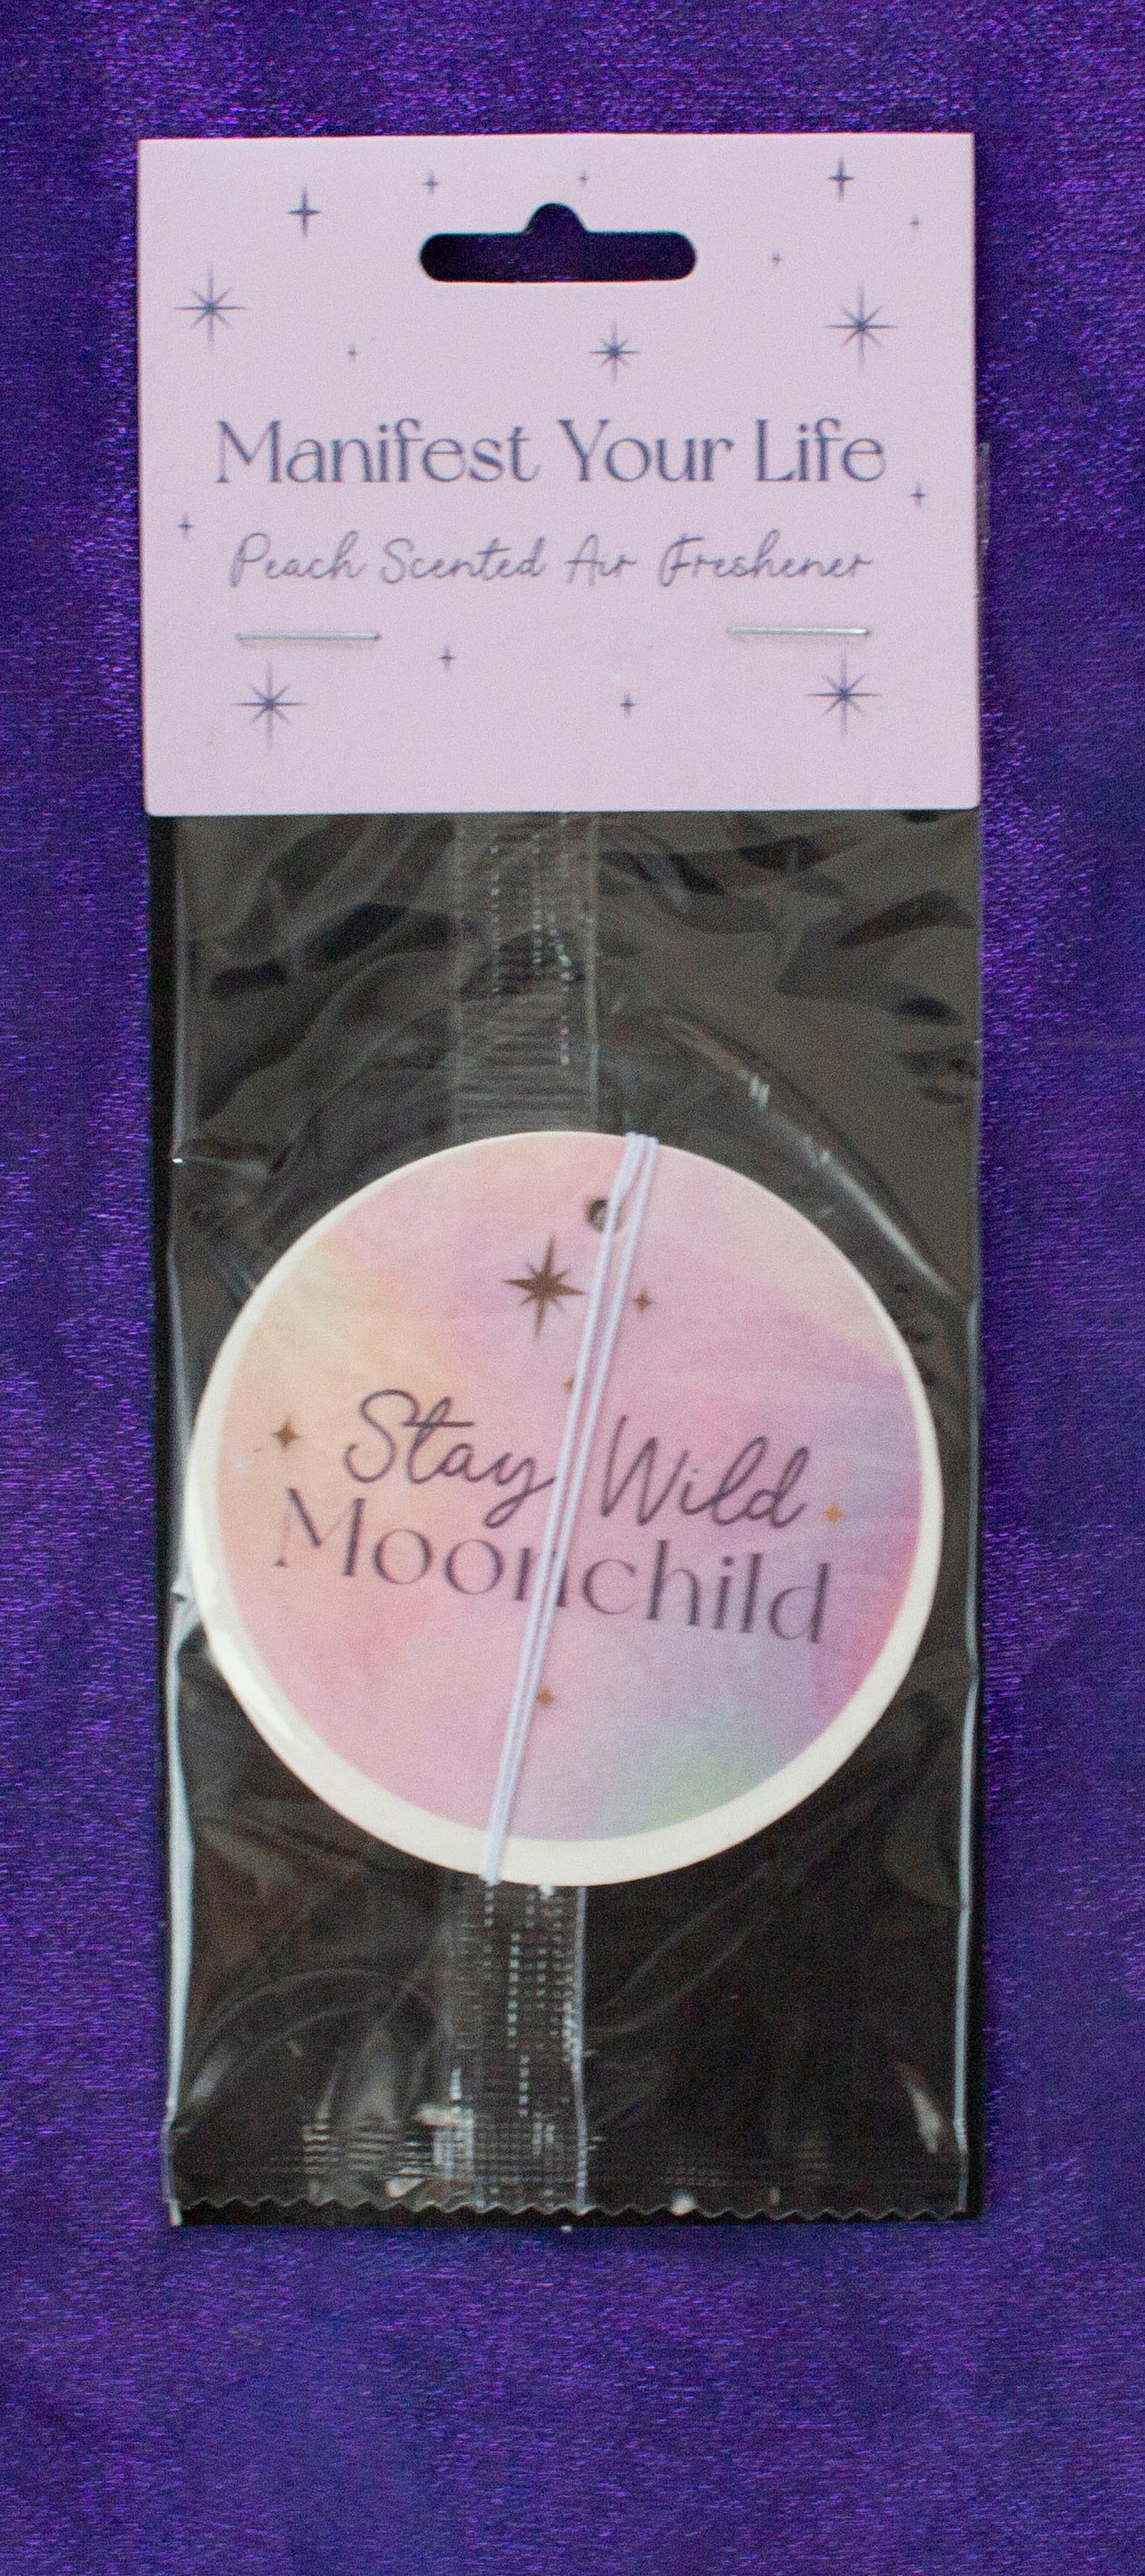 Manifest Your Life
Peach Scented Air Freshener
Stay Wild
Moonchild